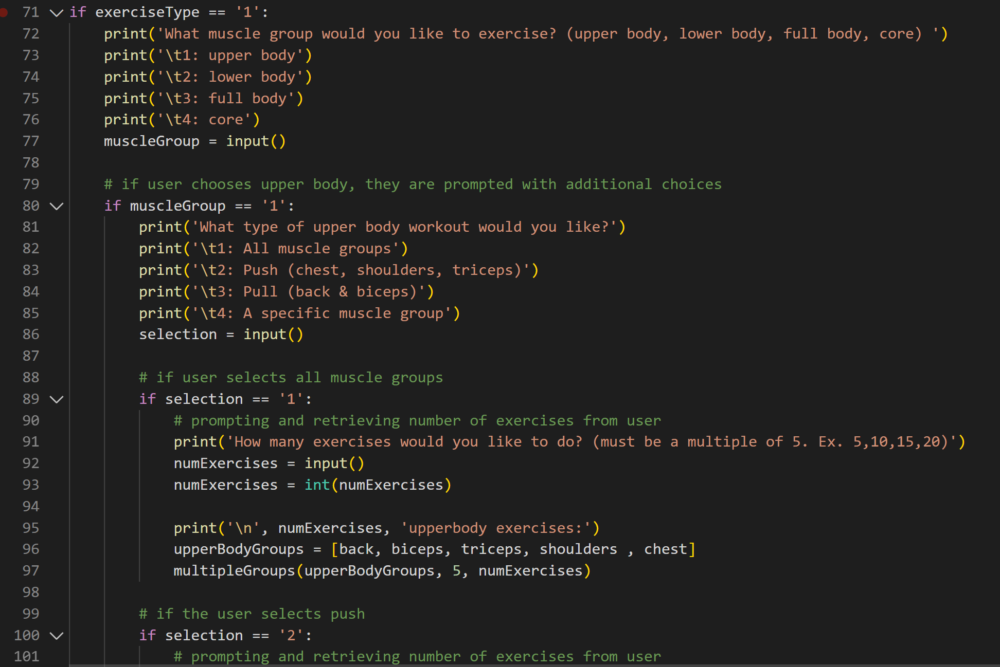 71 if exerciseType == '1':
72     print('What muscle group would you like to exercise? (upper body, lower body, full body, core) ')
73     print('\t1: upper body')
74     print('\t2: lower body')
75     print('\t3: full body')
76     print('\t4: core')
77     muscleGroup = input()
78
79     # if user chooses upper body, they are prompted with additional choices
80     if muscleGroup == '1':
81         print('What type of upper body workout would you like?')
82         print('\t1: All muscle groups')
83         print('\t2: Push (chest, shoulders, triceps)')
84         print('\t3: Pull (back & biceps)')
85         print('\t4: A specific muscle group')
86         selection = input()
87
88         # if user selects all muscle groups
89         if selection == '1':
90             # prompting and retrieving number of exercises from user
91             print('How many exercises would you like to do? (must be a multiple of 5. Ex. 5,10,15,20)')
92             numExercises = input()
93             numExercises = int(numExercises)
94
95             print('\n', numExercises, 'upperbody exercises:')
96             upperBodyGroups = [back, biceps, triceps, shoulders , chest]
97             multipleGroups(upperBodyGroups, 5, numExercises)
98
99         # if the user selects push
100         if selection == '2':
101             # prompting and retrieving number of exercises from user